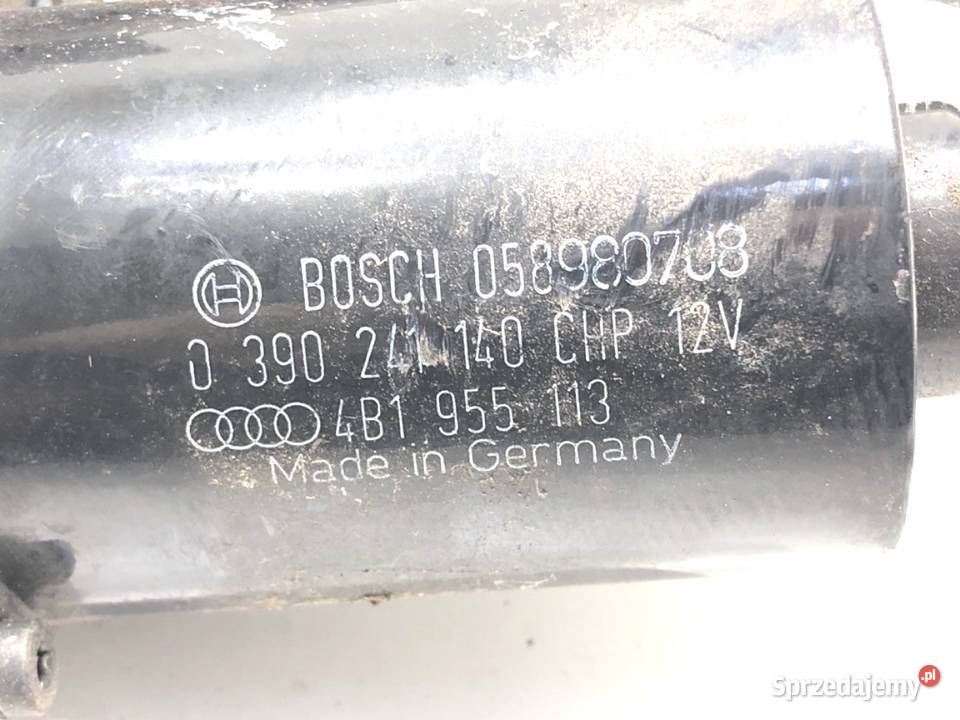 BOSCH 058980708
0 390 241 140 CHP 12V
4B1 955 113
Made in Germany
Sprzedajemy.pl